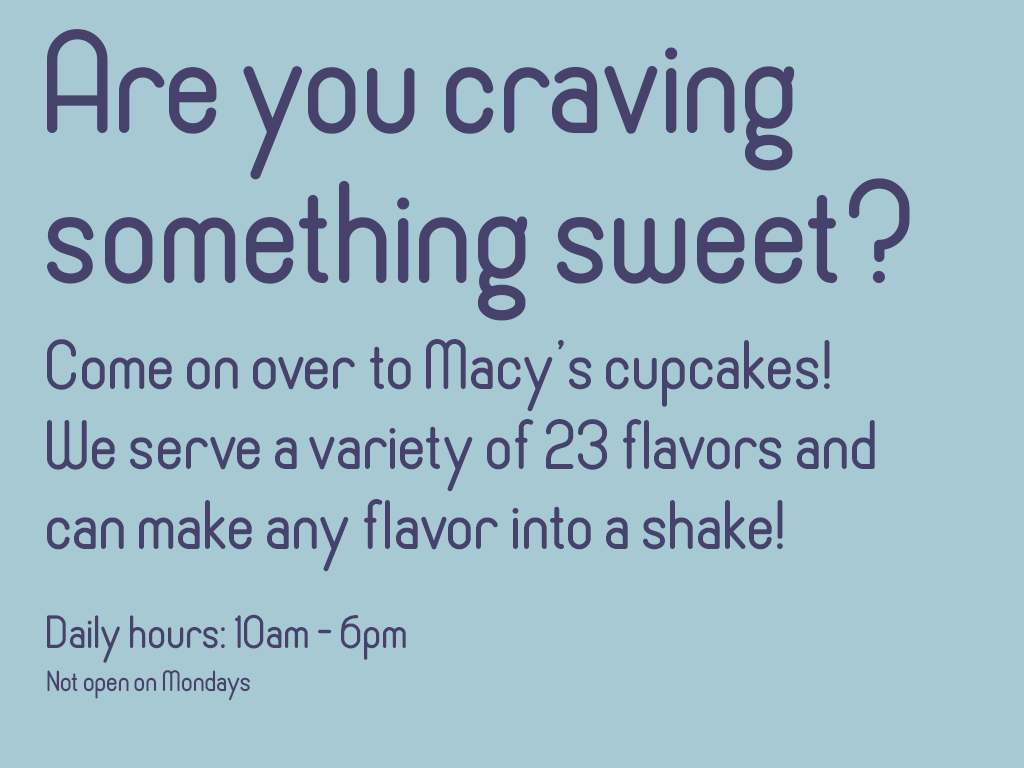 Are you craving
something sweet?
Come on over to Macy's cupcakes!
We serve a variety of 23 flavors and
can make any flavor into a shake!
Daily hours: 10am - 6pm
Not open on Mondays